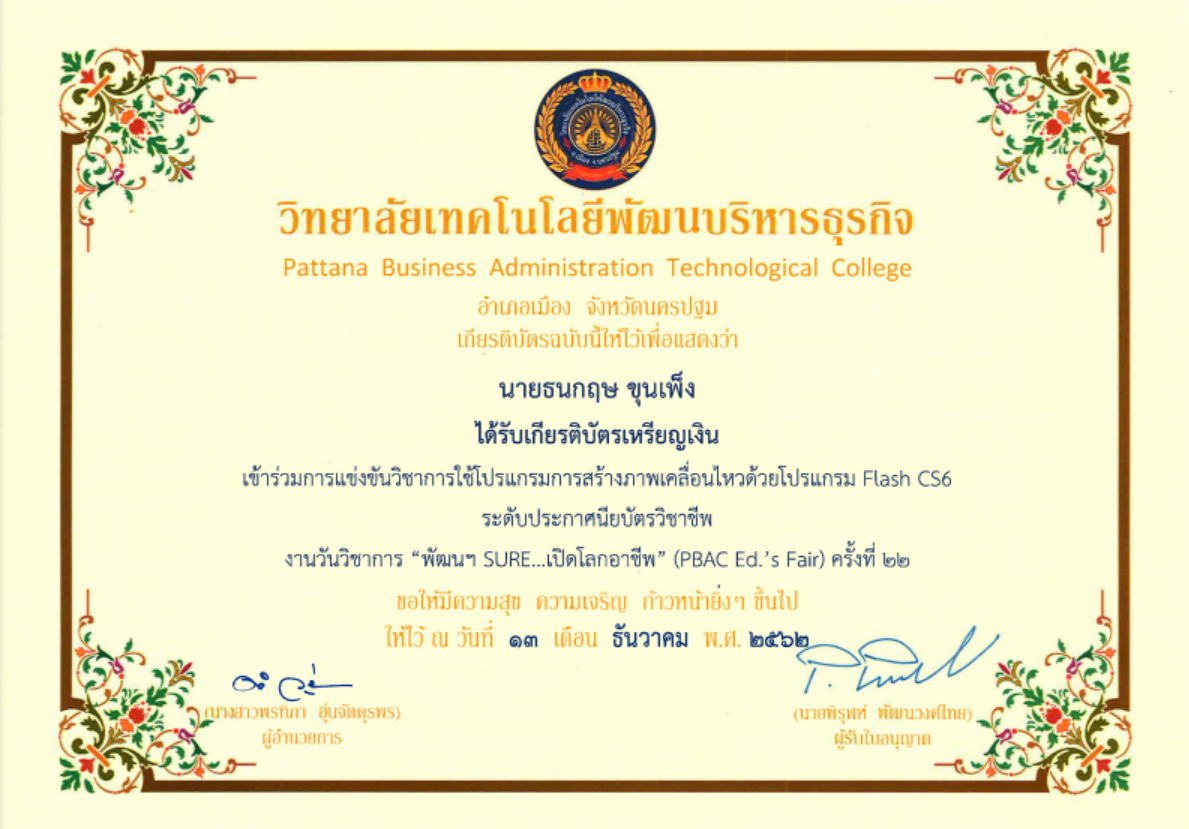 วิทยาลัยเทคโนโลยีพัฒนบริหารธุรกิจ
Pattana Business Administration Technological College
อำเภอเมือง จังหวัดนครปฐม
เกียรติบัตรฉบับนี้ให้ไว้เพื่อแสดงว่า
นายธนกฤษ ขุนเพ็ง
ได้รับเกียรติบัตรเหรียญเงิน
เข้าร่วมการแข่งขันวิชาการใช้โปรแกรมการสร้างภาพเคลื่อนไหวด้วยโปรแกรม Flash CS6
ระดับประกาศนียบัตรวิชาชีพ
งานวันวิชาการ “พัฒนฯ SURE...เปิดโลกอาชีพ” (PBAC Ed.’s Fair) ครั้งที่ ๒๒
ขอให้มีความสุข ความเจริญ ก้าวหน้ายิ่งๆ ขึ้นไป
ให้ไว้ ณ วันที่ ๑๓ เดือน ธันวาคม พ.ศ. ๒๕๖๒
(นางสาวพรทิภา อุ่นจัตตุรพร)
ผู้อำนวยการ
(นายพิรุฬห์ พัฒนวงศ์ไทย)
ผู้รับใบอนุญาต